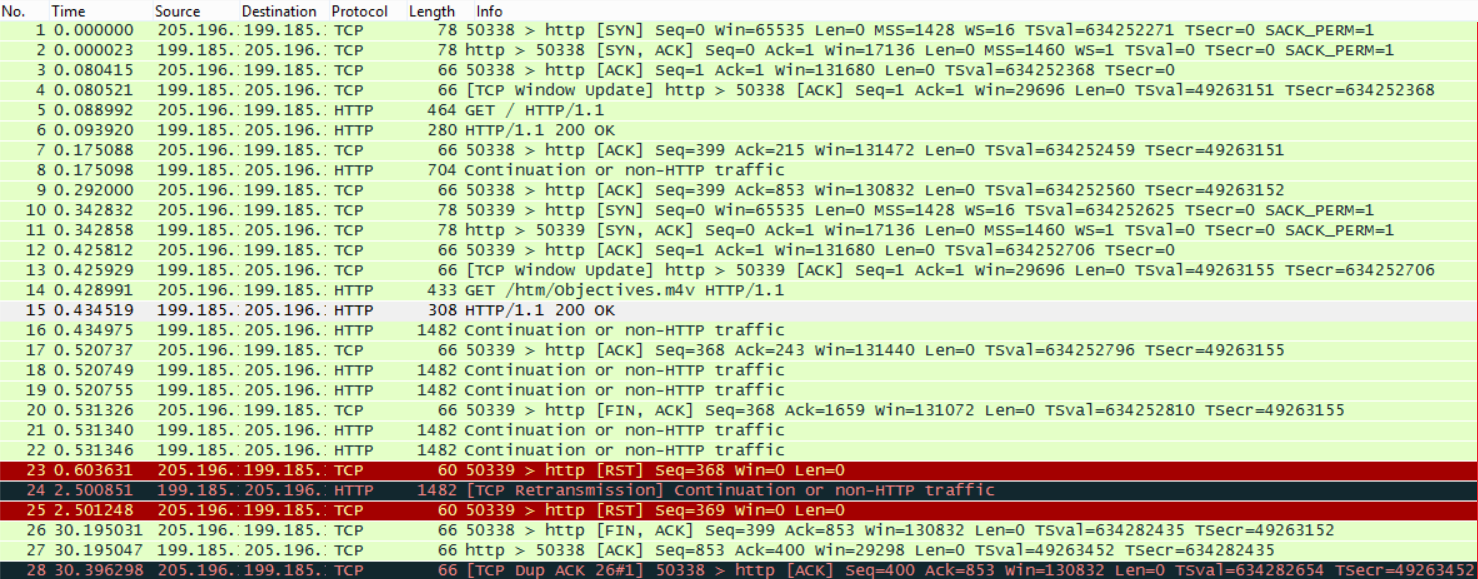 No. Time Source Destination Protocol Length Info
1 0.000000 205.196.: 199.185.: TCP 78 50338 > http [SYN] Seq=0 Win=65535 Len=0 MSS=1428 WS=16 TSval=634252271 TSecr=0 SACK_PERM=1
2 0.000023 199.185.: 205.196.: TCP 78 http > 50338 [SYN, ACK] Seq=0 Ack=1 Win=17136 Len=0 MSS=1460 WS=1 TSval=0 TSecr=0 SACK_PERM=1
3 0.080415 205.196.: 199.185.: TCP 66 50338 > http [ACK] Seq=1 Ack=1 Win=131680 Len=0 TSval=634252368 TSecr=0
4 0.080521 199.185.: 205.196.: TCP 66 [TCP Window Update] http > 50338 [ACK] Seq=1 Ack=1 Win=29696 Len=0 TSval=49263151 TSecr=634252368
5 0.088992 205.196.: 199.185.: HTTP 464 GET / HTTP/1.1
6 0.093920 199.185.: 205.196.: HTTP 280 HTTP/1.1 200 OK
7 0.175088 205.196.: 199.185.: TCP 66 50338 > http [ACK] Seq=399 Ack=215 Win=131472 Len=0 TSval=634252459 TSecr=49263151
8 0.175098 199.185.: 205.196.: HTTP 704 Continuation or non-HTTP traffic
9 0.292000 205.196.: 199.185.: TCP 66 50338 > http [ACK] Seq=399 Ack=853 Win=130832 Len=0 TSval=634252560 TSecr=49263152
10 0.342832 205.196.: 199.185.: TCP 78 50339 > http [SYN] Seq=0 Win=65535 Len=0 MSS=1428 WS=16 TSval=634252625 TSecr=0 SACK_PERM=1
11 0.342858 199.185.: 205.196.: TCP 78 http > 50339 [SYN, ACK] Seq=0 Ack=1 Win=17136 Len=0 MSS=1460 WS=1 TSval=0 TSecr=0 SACK_PERM=1
12 0.425812 205.196.: 199.185.: TCP 66 50339 > http [ACK] Seq=1 Ack=1 Win=131680 Len=0 TSval=634252706 TSecr=0
13 0.425929 199.185.: 205.196.: TCP 66 [TCP Window Update] http > 50339 [ACK] Seq=1 Ack=1 Win=29696 Len=0 TSval=49263155 TSecr=634252706
14 0.428991 205.196.: 199.185.: HTTP 433 GET /htm/Objectives.m4v HTTP/1.1
15 0.434519 199.185.: 205.196.: HTTP 308 HTTP/1.1 200 OK
16 0.434975 199.185.: 205.196.: HTTP 1482 Continuation or non-HTTP traffic
17 0.520737 205.196.: 199.185.: TCP 66 50339 > http [ACK] Seq=368 Ack=243 Win=131440 Len=0 TSval=634252796 TSecr=49263155
18 0.520749 199.185.: 205.196.: HTTP 1482 Continuation or non-HTTP traffic
19 0.520755 199.185.: 205.196.: HTTP 1482 Continuation or non-HTTP traffic
20 0.531326 205.196.: 199.185.: TCP 66 50339 > http [FIN, ACK] Seq=368 Ack=1659 Win=131072 Len=0 TSval=634252810 TSecr=49263155
21 0.531340 199.185.: 205.196.: HTTP 1482 Continuation or non-HTTP traffic
22 0.531346 199.185.: 205.196.: HTTP 1482 Continuation or non-HTTP traffic
23 0.603631 205.196.: 199.185.: TCP 60 50339 > http [RST] Seq=368 Win=0 Len=0
24 2.500851 199.185.: 205.196.: HTTP 1482 [TCP Retransmission] Continuation or non-HTTP traffic
25 2.501248 205.196.: 199.185.: TCP 60 50339 > http [RST] Seq=369 Win=0 Len=0
26 30.195031 205.196.: 199.185.: TCP 66 50338 > http [FIN, ACK] Seq=399 Ack=853 Win=130832 Len=0 TSval=634282435 TSecr=49263152
27 30.195047 199.185.: 205.196.: TCP 66 http > 50338 [ACK] Seq=853 Ack=400 Win=29298 Len=0 TSval=49263452 TSecr=634282435
28 30.396298 205.196.: 199.185.: TCP 66 [TCP Dup ACK 26#1] 50338 > http [ACK] Seq=400 Ack=853 Win=130832 Len=0 TSval=634282654 TSecr=49263452